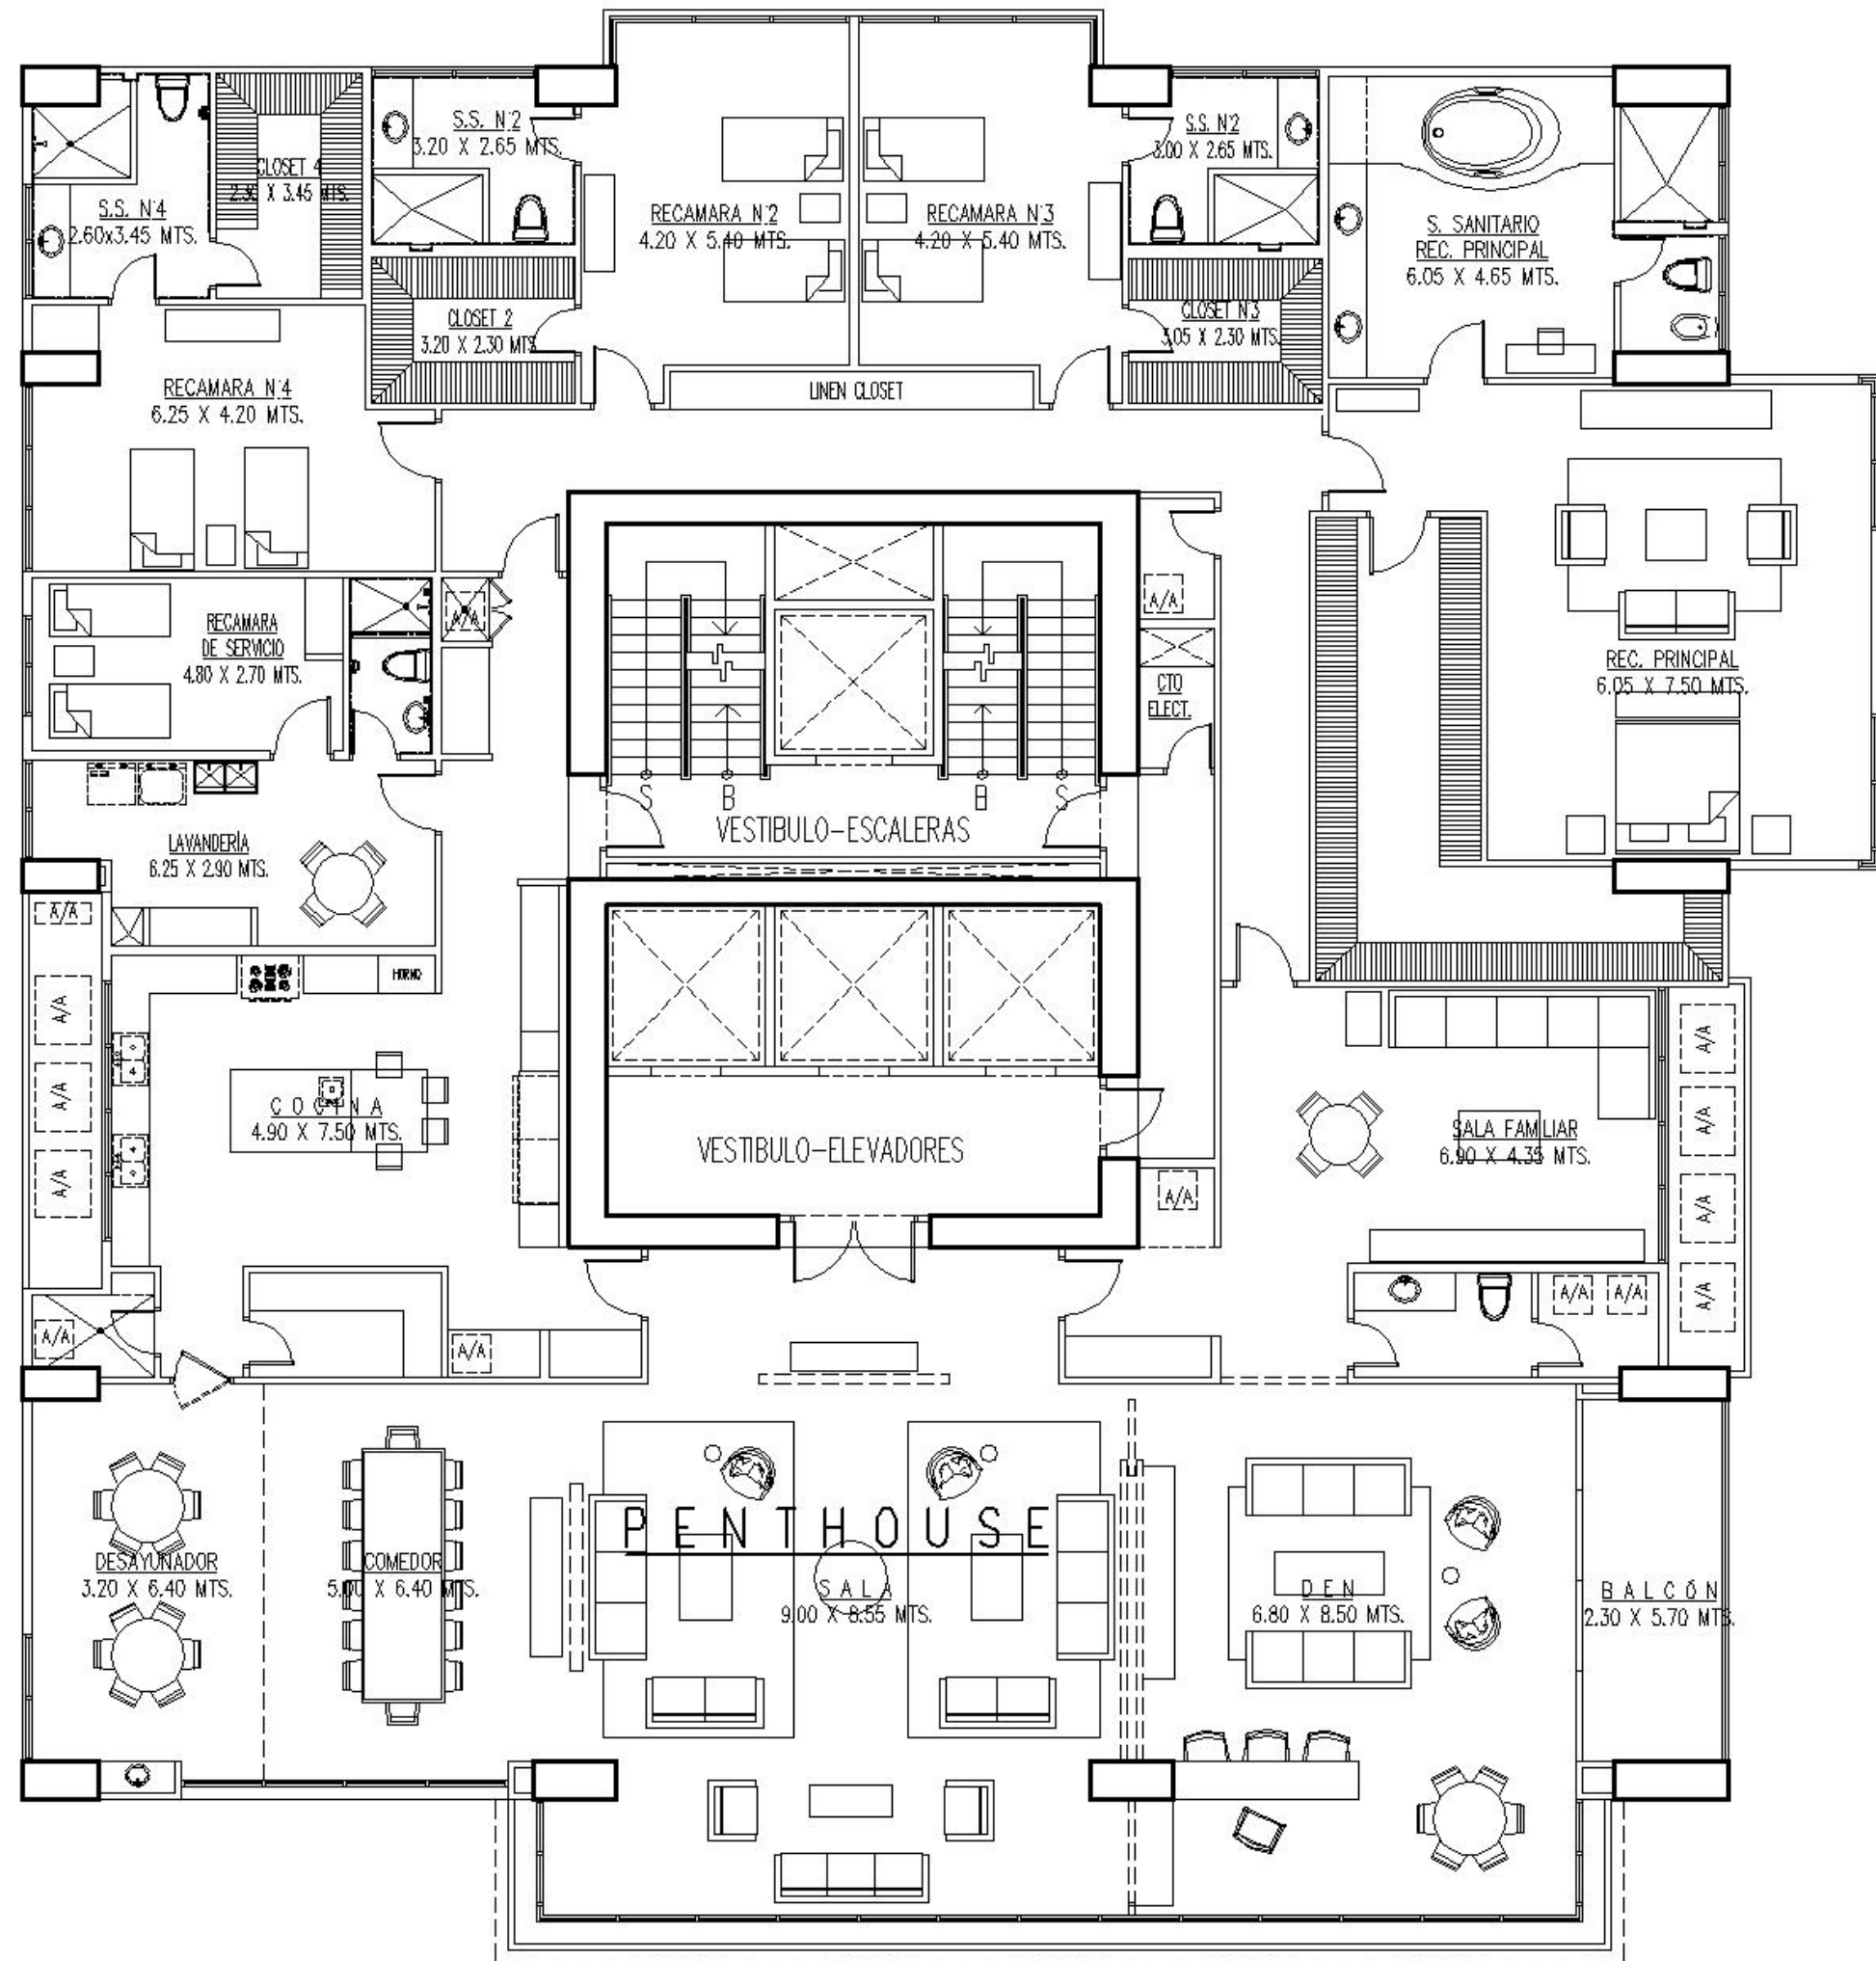 S.S. N'2
3.20 X 2.65 MTS.
S.S. N'2
3.00 X 2.65 MTS.
CLOSET 4
X 3.45 MTS.
S.S. N'4
2.60x3.45 MTS.
RECAMARA N'2
4.20 X 5.40 MTS.
RECAMARA N'3
4.20 X 5.40 MTS.
S. SANITARIO
REC. PRINCIPAL
6.05 X 4.65 MTS.
CLOSET 2
3.20 X 2.30 MTS
CLOSET N'3
3.05 X 2.30 MTS.
RECAMARA N'4
6.25 X 4.20 MTS.
LINEN CLOSET
RECAMARA
DE SERVICIO
4.80 X 2.70 MTS.
A/A
A/A
CTO
ELECT.
REC. PRINCIPAL
6.05 X 7.50 MTS.
S
B
B
S
VESTIBULO-ESCALERAS
LAVANDERÍA
6.25 X 2.90 MTS.
A/A
HORNO
A/A
A/A
A/A
COCINA
4.90 X 7.50 MTS.
VESTIBULO-ELEVADORES
A/A
SALA FAMILIAR
6.90 X 4.35 MTS.
A/A
A/A
A/A
A/A
A/A
A/A
A/A
A/A
PENTHOUSE
DESAYUNADOR
3.20 X 6.40 MTS.
COMEDOR
5.00 X 6.40 MTS.
SALA
9.00 X 8.55 MTS.
DEN
6.80 X 8.50 MTS.
BALCÓN
2.30 X 5.70 MTS.